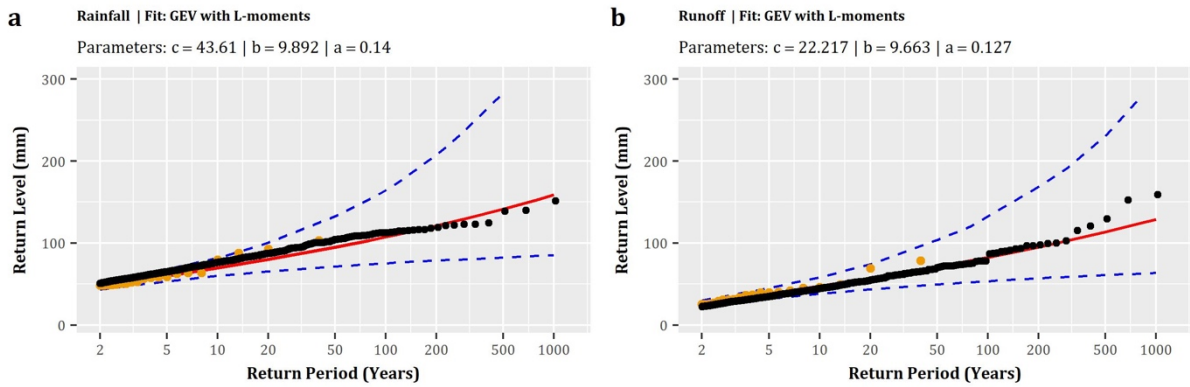 a
Rainfall | Fit: GEV with L-moments
Parameters: c = 43.61 | b = 9.892 | a = 0.14
Return Level (mm)
300
200
100
0
2 5 10 20 50 100 200 500 1000
Return Period (Years)
b
Runoff | Fit: GEV with L-moments
Parameters: c = 22.217 | b = 9.663 | a = 0.127
Return Level (mm)
300
200
100
0
2 5 10 20 50 100 200 500 1000
Return Period (Years)